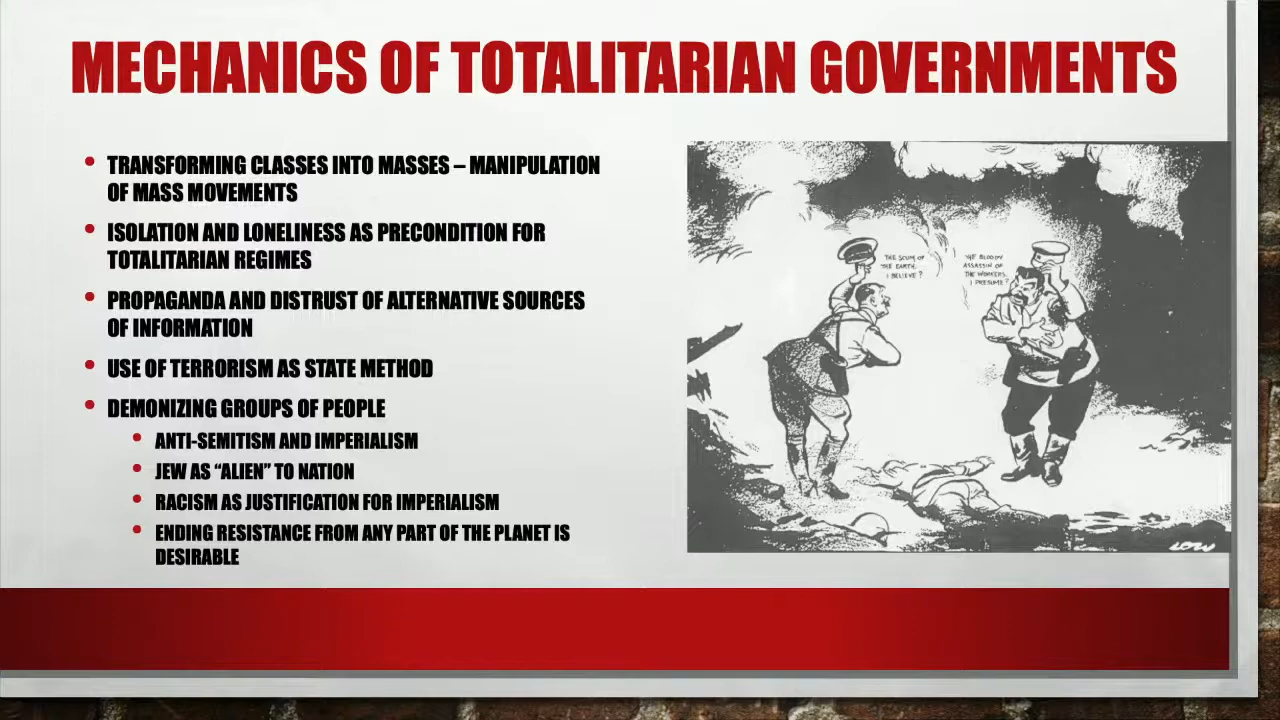 MECHANICS OF TOTALITARIAN GOVERNMENTS
• TRANSFORMING CLASSES INTO MASSES – MANIPULATION
OF MASS MOVEMENTS
• ISOLATION AND LONELINESS AS PRECONDITION FOR
TOTALITARIAN REGIMES
• PROPAGANDA AND DISTRUST OF ALTERNATIVE SOURCES
OF INFORMATION
• USE OF TERRORISM AS STATE METHOD
• DEMONIZING GROUPS OF PEOPLE
• ANTI-SEMITISM AND IMPERIALISM
• JEW AS “ALIEN” TO NATION
• RACISM AS JUSTIFICATION FOR IMPERIALISM
• ENDING RESISTANCE FROM ANY PART OF THE PLANET IS
DESIRABLE
THE SCUM OF
THE EARTH,
I BELIEVE?
THE BLOODY
ASSASSIN OF
THE WORKERS,
I PRESUME?
LOW